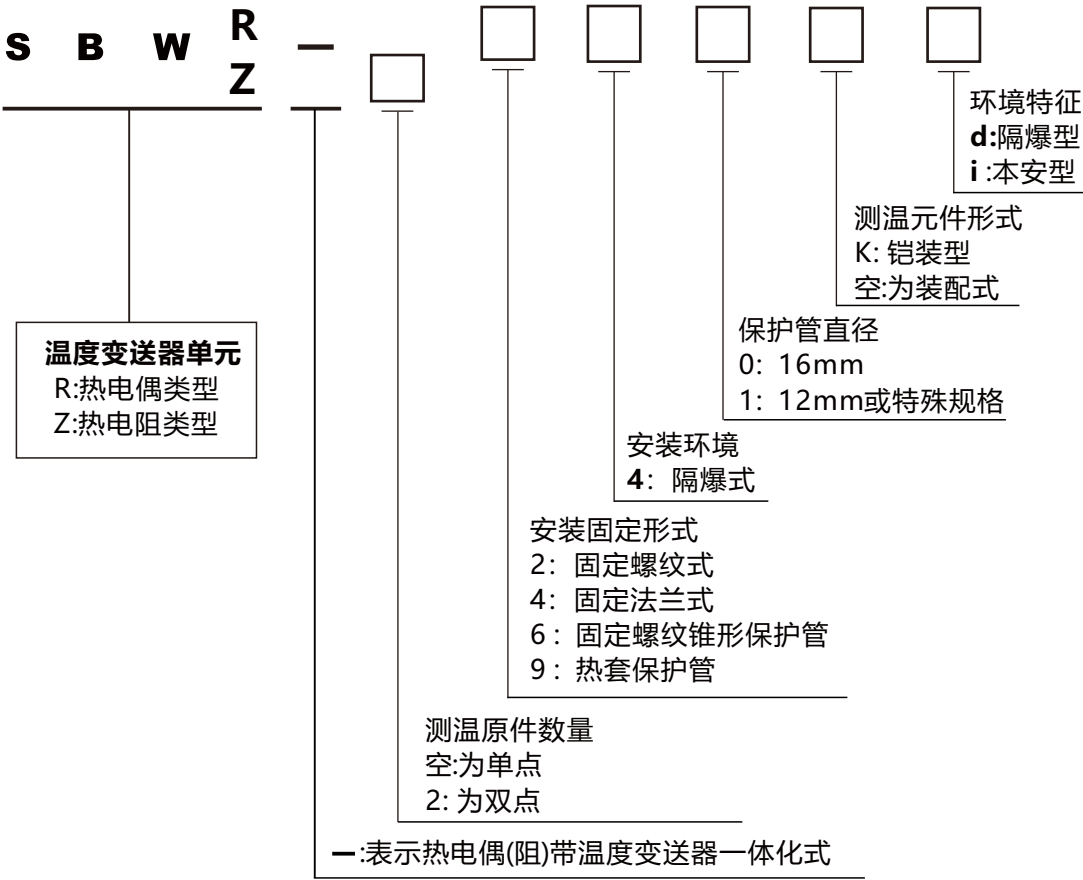 S B W R
Z
—
环境特征
d:隔爆型
i :本安型
测温元件形式
K: 铠装型
空:为装配式
保护管直径
0: 16mm
1: 12mm或特殊规格
温度变送器单元
R:热电偶类型
Z:热电阻类型
安装环境
4: 隔爆式
安装固定形式
2: 固定螺纹式
4: 固定法兰式
6: 固定螺纹锥形保护管
9: 热套保护管
测温原件数量
空:为单点
2: 为双点
—:表示热电偶(阻)带温度变送器一体化式